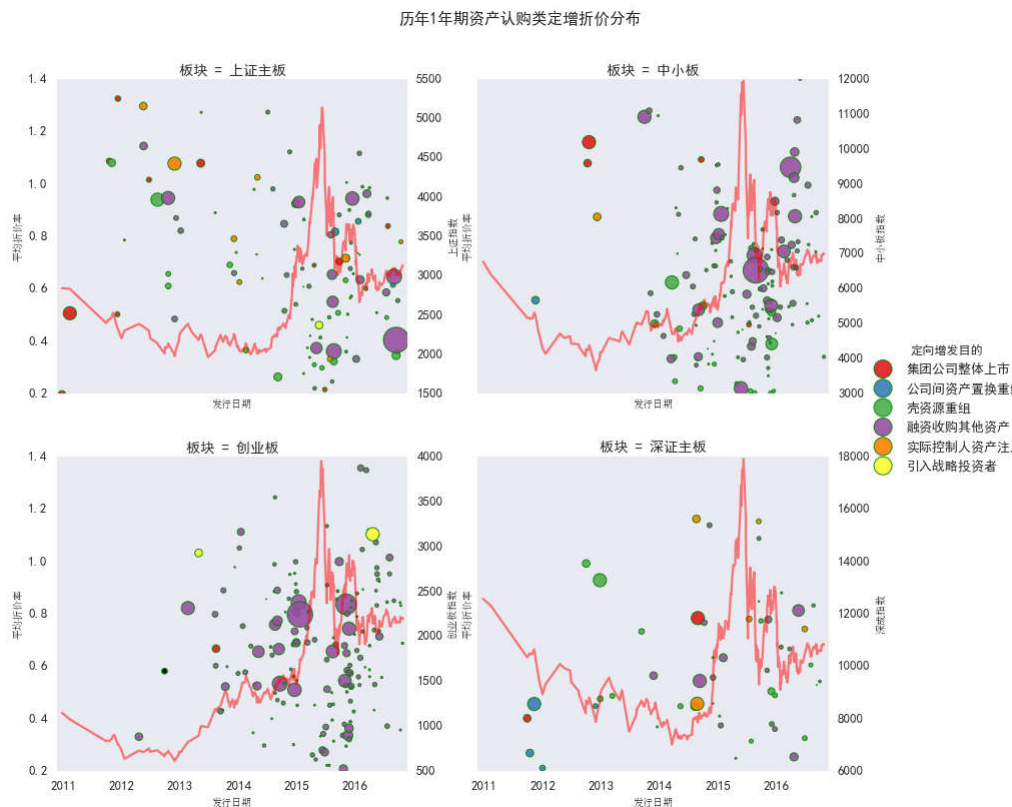 历年1年期资产认购类定增折价分布
板块 = 上证主板
1.4
1.2
1.0
0.8
0.6
0.4
0.2
平均折价率
5500
5000
4500
4000
3500
3000
2500
2000
1500
上证指数
发行日期
板块 = 中小板
平均折价率
12000
11000
10000
9000
8000
7000
6000
5000
4000
3000
中小板指数
发行日期
定向增发目的
集团公司整体上市
公司间资产置换重
壳资源重组
融资收购其他资产
实际控制人资产注
引入战略投资者
板块 = 创业板
1.4
1.2
1.0
0.8
0.6
0.4
0.2
平均折价率
4000
3500
3000
2500
2000
1500
1000
500
创业板指数
2011
2012
2013
2014
2015
2016
发行日期
板块 = 深证主板
平均折价率
18000
16000
14000
12000
10000
8000
6000
深成指数
2011
2012
2013
2014
2015
2016
发行日期